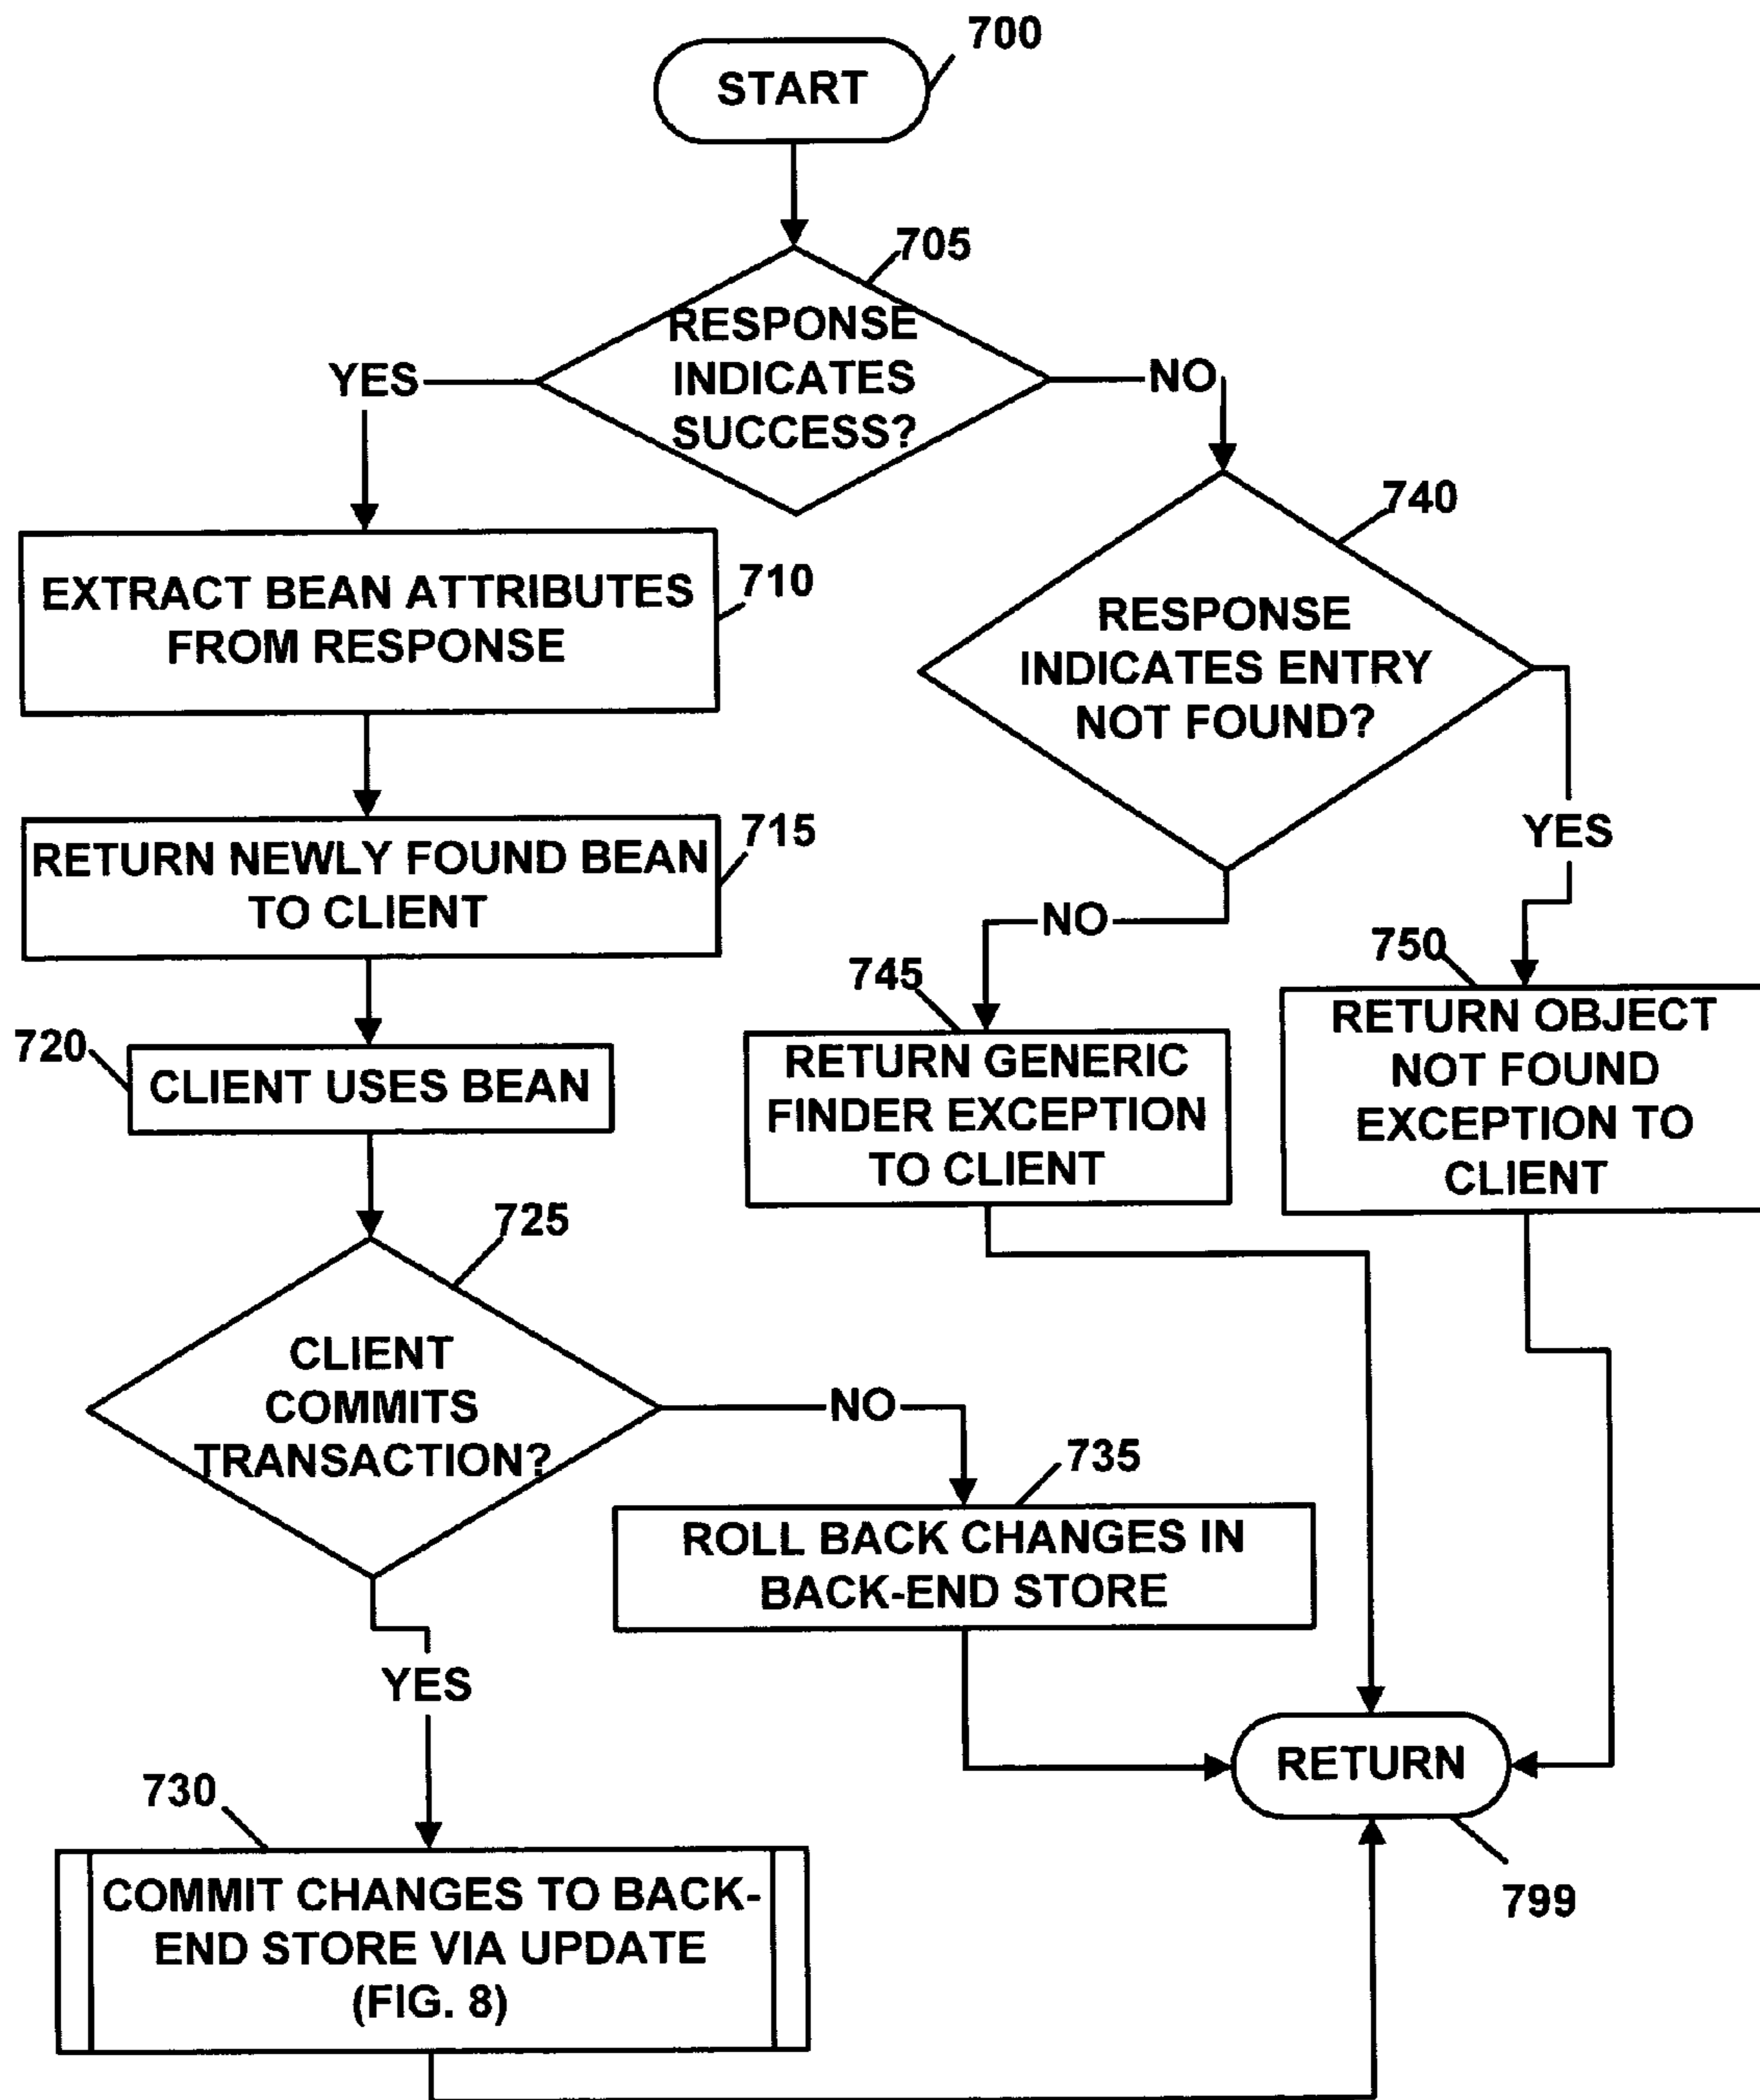 700
START
705
RESPONSE
INDICATES
SUCCESS?
YES
NO
740
EXTRACT BEAN ATTRIBUTES
FROM RESPONSE
710
RESPONSE
INDICATES ENTRY
NOT FOUND?
YES
NO
715
RETURN NEWLY FOUND BEAN
TO CLIENT
720
CLIENT USES BEAN
745
RETURN GENERIC
FINDER EXCEPTION
TO CLIENT
750
RETURN OBJECT
NOT FOUND
EXCEPTION TO
CLIENT
725
CLIENT
COMMITS
TRANSACTION?
NO
735
ROLL BACK CHANGES IN
BACK-END STORE
YES
RETURN
799
730
COMMIT CHANGES TO BACK-
END STORE VIA UPDATE
(FIG. 8)